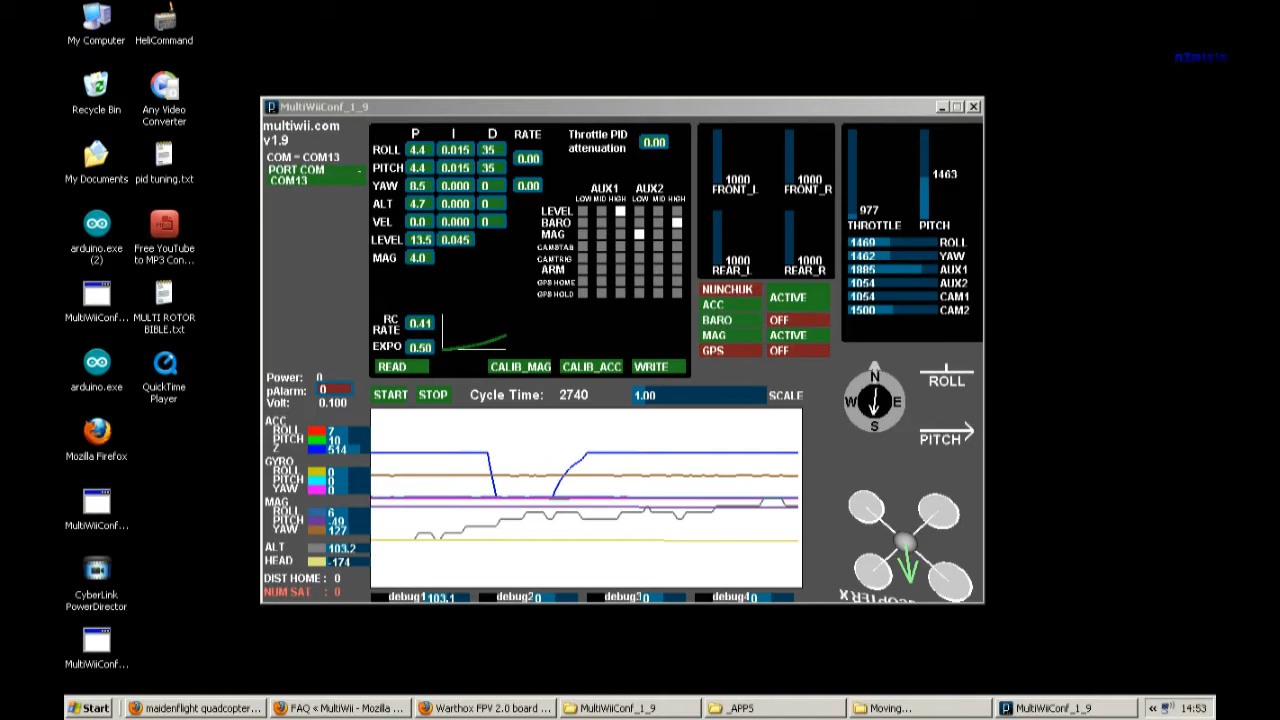 My Computer
HeliCommand
Recycle Bin
Any Video
Converter
My Documents
pid tuning.txt
arduino.exe
(2)
Free YouTube
to MP3 Con...
MultiWiiConf...
MULTI ROTOR
BIBLE.txt
arduino.exe
QuickTime
Player
Mozilla Firefox
MultiWiiConf...
CyberLink
PowerDirector
MultiWiiConf...
MultiWiiConf_1_9
multiwii.com
v1.9
COM = COM13
PORT COM -
COM13
P I D RATE
ROLL 4.4 0.015 35 0.00
PITCH 4.4 0.015 35
YAW 8.5 0.000 0 0.00
ALT 4.7 0.000 0
VEL 0.0 0.000 0
LEVEL 13.5 0.045
MAG 4.0
Throttle PID
attenuation 0.00
AUX1 AUX2
LOW MID HIGH LOW MID HIGH
LEVEL
BARO
MAG
CAMSTAB
CAMTRIG
ARM
GPS HOME
GPS HOLD
RC
RATE 0.41
EXPO 0.50
READ CALIB_MAG CALIB_ACC WRITE
1000
FRONT_L
1000
FRONT_R
1000
REAR_L
1000
REAR_R
NUNCHUK
ACC ACTIVE
BARO OFF
MAG ACTIVE
GPS OFF
977
THROTTLE
1463
PITCH
1469 ROLL
1462 YAW
1885 AUX1
1054 AUX2
1054 CAM1
1500 CAM2
Power: 0
pAlarm: 0
Volt: 0.100
START STOP Cycle Time: 2740 1.00 SCALE
ACC
ROLL 7
PITCH 10
Z 514
GYRO
ROLL 0
PITCH 0
YAW 0
MAG
ROLL 6
PITCH -49
YAW 127
ALT 103.2
HEAD -174
DIST HOME : 0
NUM SAT : 0
debug1 103.1 debug2 0 debug3 0 debug4 0
N
W E
S
ROLL
PITCH
Start
maidenflight quadcopter...
FAQ « MultiWii - Mozilla ...
Warthox FPV 2.0 board ...
MultiWiiConf_1_9
_APPS
Moving...
MultiWiiConf_1_9
« 14:53